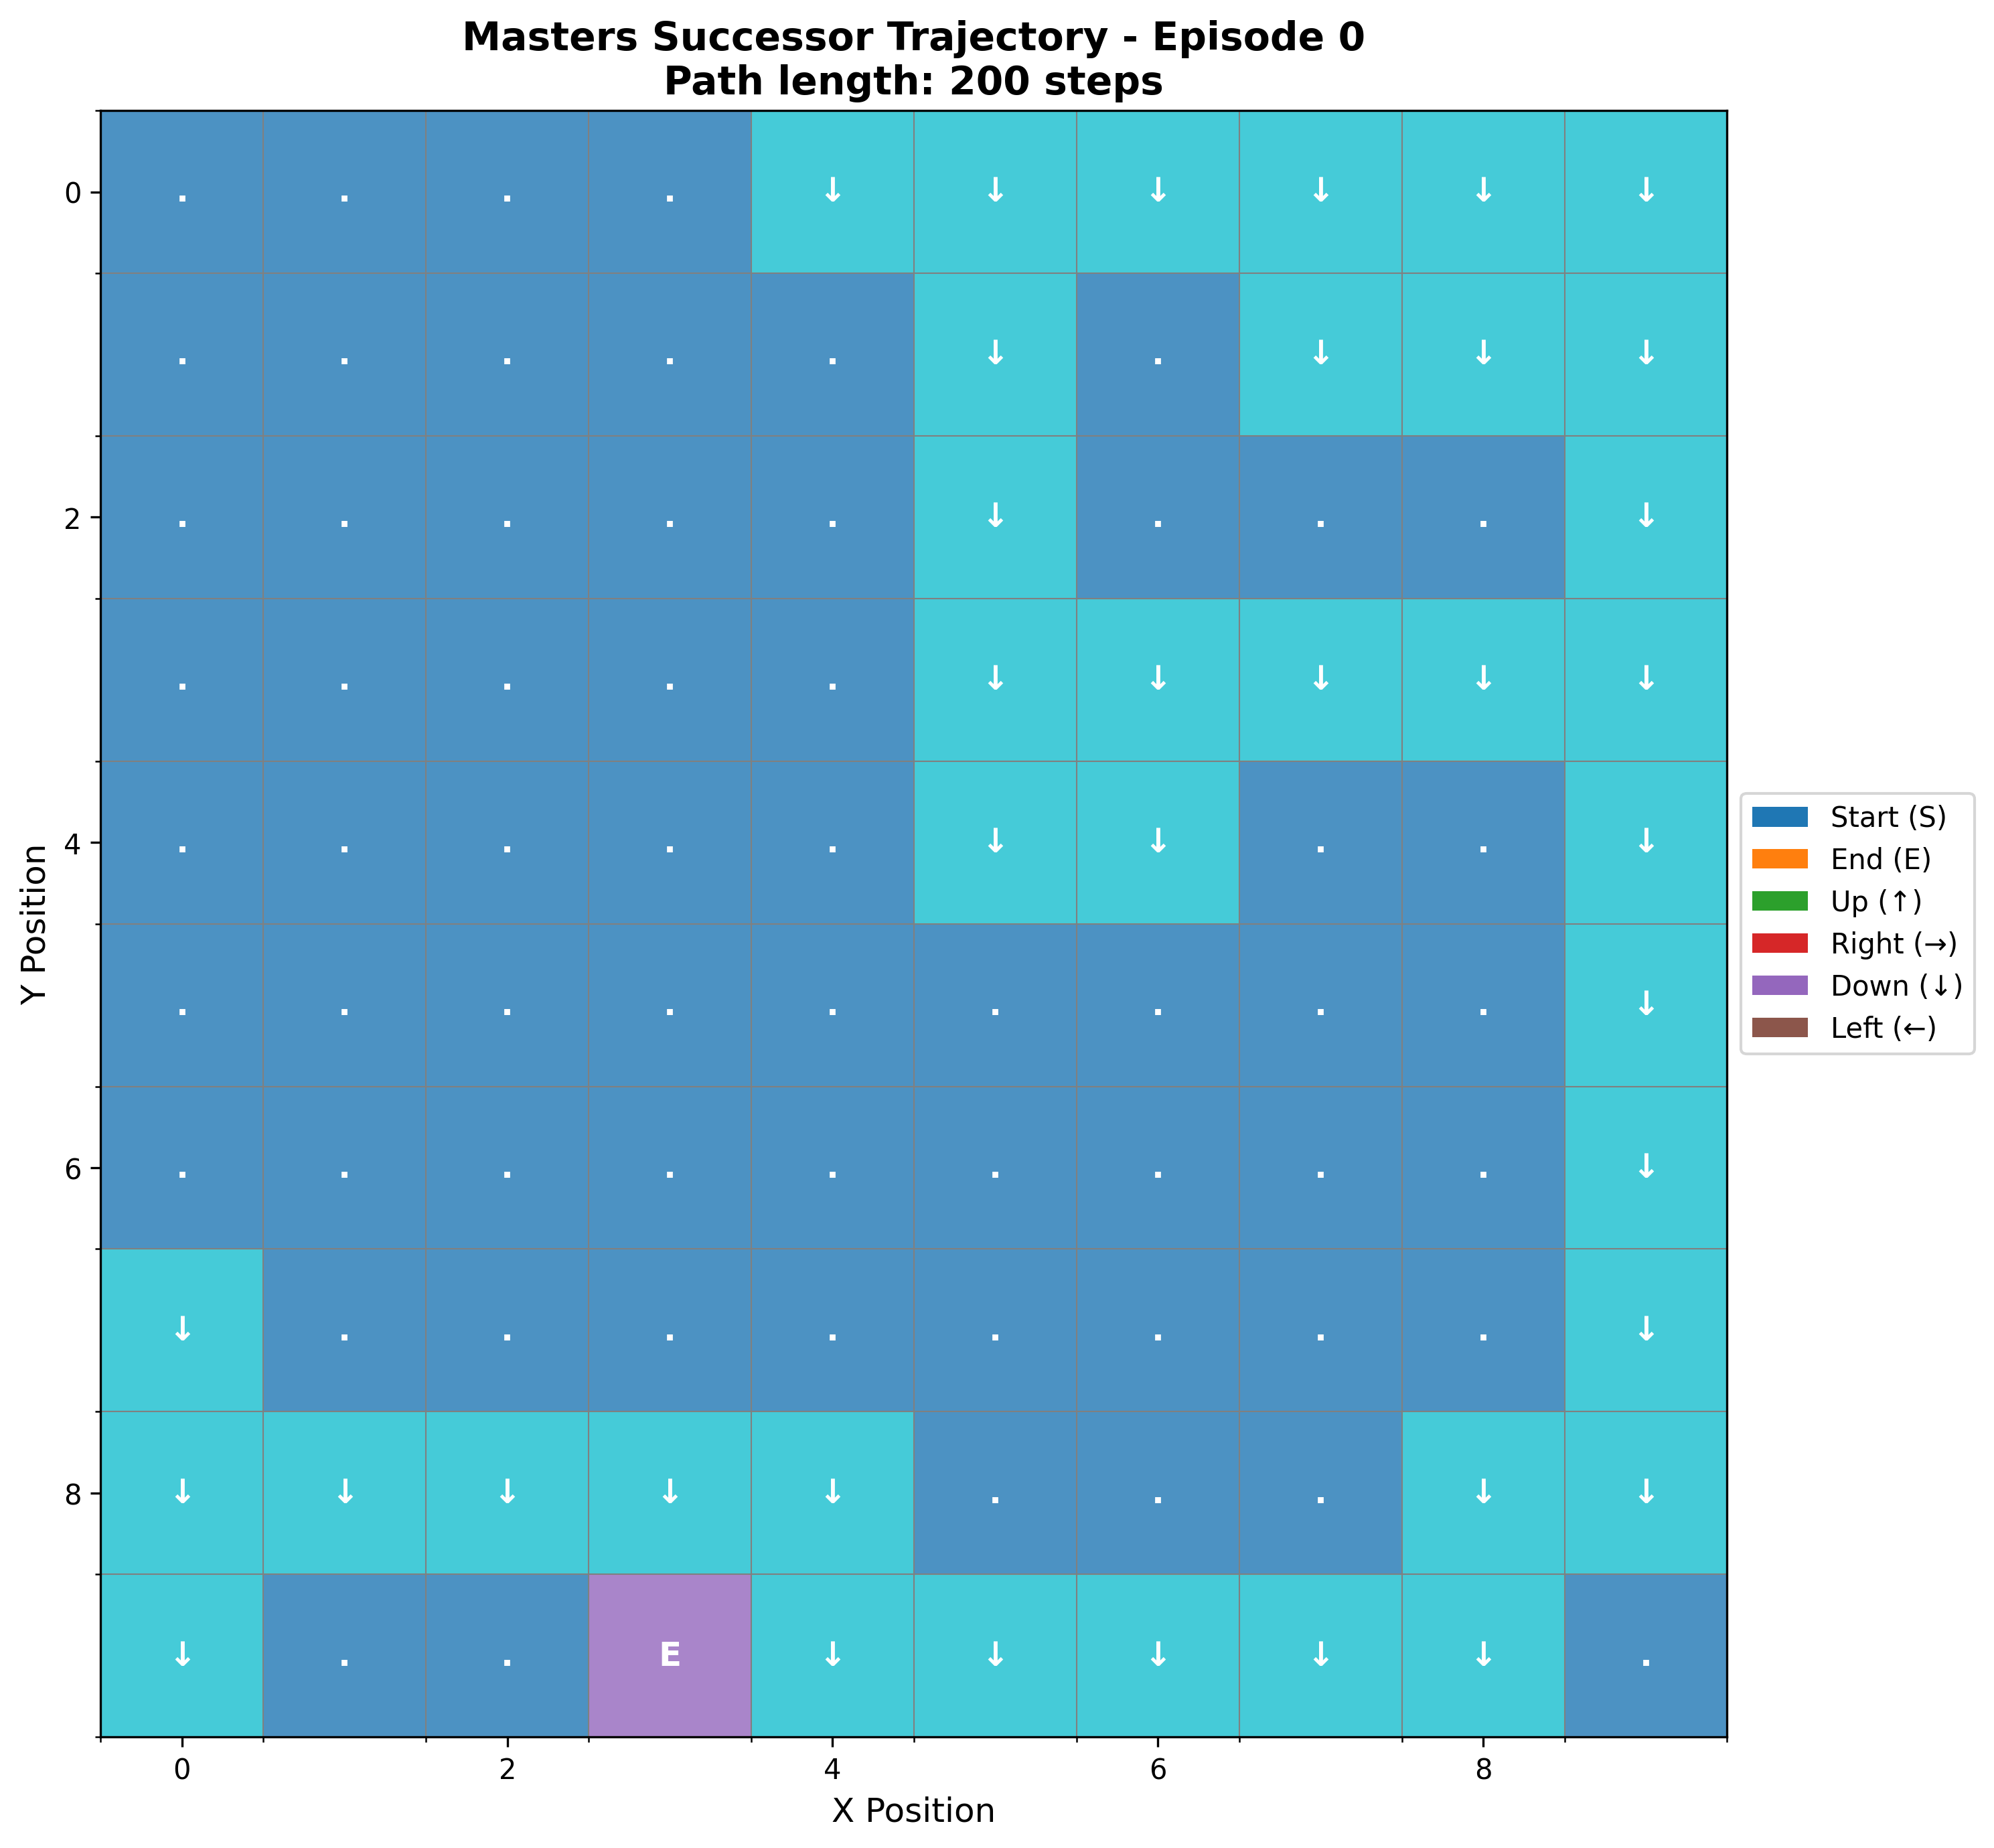 Masters Successor Trajectory - Episode 0
Path length: 200 steps
0 . . . . ↓ ↓ ↓ ↓ ↓ ↓
. . . . . ↓ . ↓ ↓ ↓
2 . . . . . ↓ . . . ↓
. . . . . ↓ ↓ ↓ ↓ ↓
4 . . . . . ↓ ↓ . . ↓
. . . . . . . . . ↓
6 . . . . . . . . . ↓
↓ . . . . . . . . ↓
8 ↓ ↓ ↓ ↓ ↓ . . . ↓ ↓
↓ . . E ↓ ↓ ↓ ↓ ↓ .
0 2 4 6 8
X Position
Y Position
Start (S)
End (E)
Up (↑)
Right (→)
Down (↓)
Left (←)